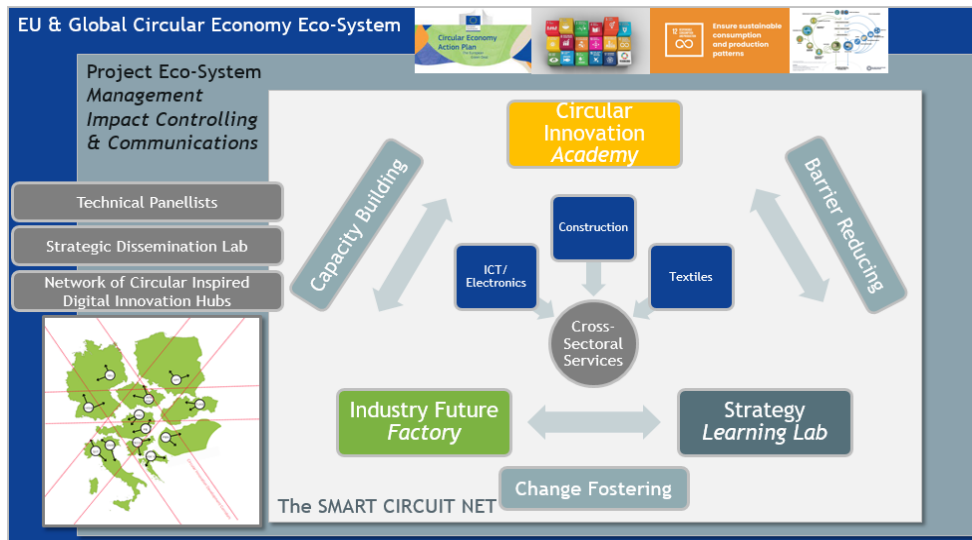 EU & Global Circular Economy Eco-System
Circular Economy
Action Plan
12
Ensure sustainable
consumption
and production
patterns
Project Eco-System
Management
Impact Controlling
& Communications
Technical Panellists
Strategic Dissemination Lab
Network of Circular Inspired
Digital Innovation Hubs
Circular
Innovation
Academy
Capacity Building
Barrier Reducing
Construction
ICT/
Electronics
Textiles
Cross-
Sectoral
Services
Industry Future
Factory
Strategy
Learning Lab
Change Fostering
The SMART CIRCUIT NET